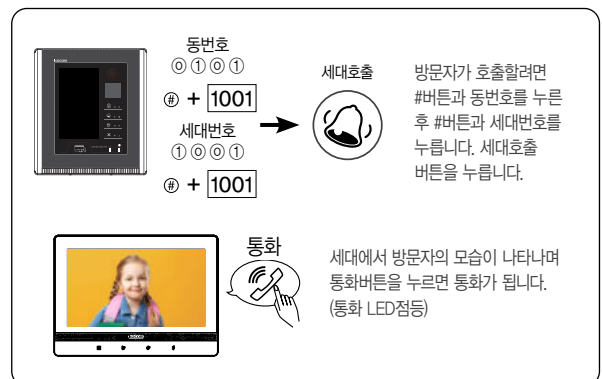 동번호
⓪①⓪①
# + 1001
세대번호
①⓪⓪①
# + 1001
세대호출
방문자가 호출할려면
#버튼과 동번호를 누른
후 #버튼과 세대번호를
누릅니다. 세대호출
버튼을 누릅니다.
통화
세대에서 방문자의 모습이 나타나며
통화버튼을 누르면 통화가 됩니다.
(통화 LED점등)